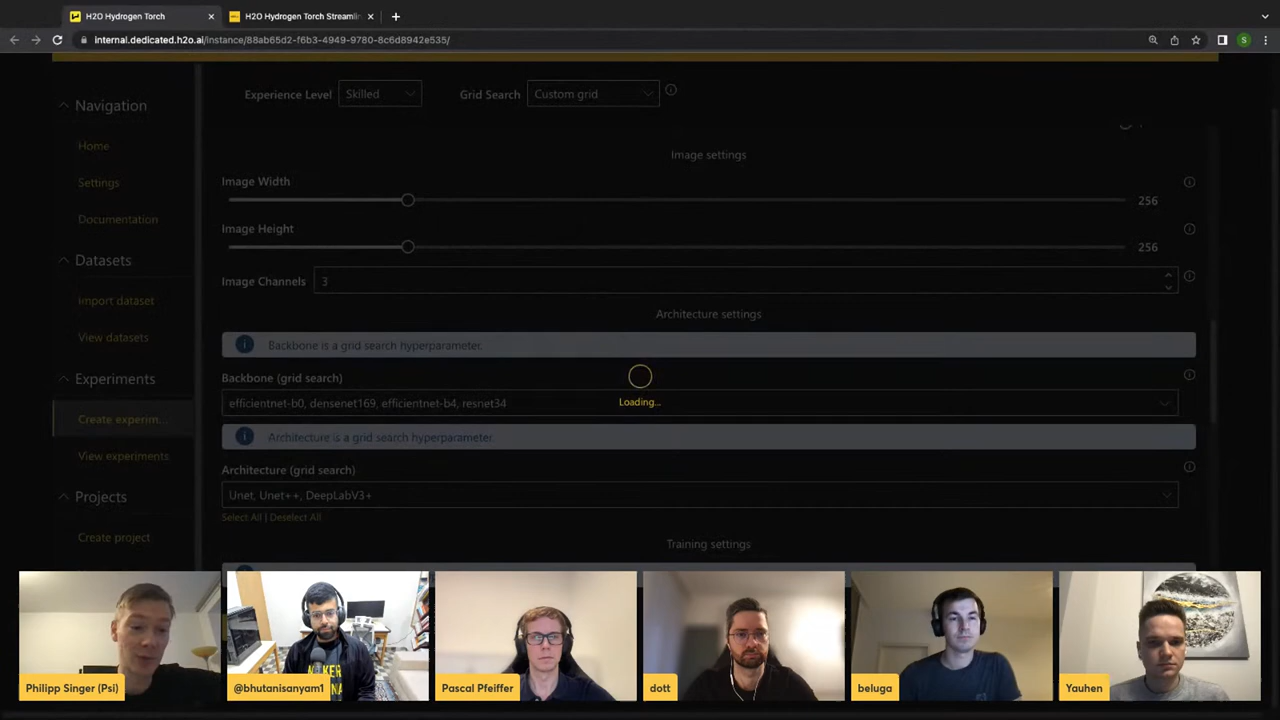 H2O Hydrogen Torch
H2O Hydrogen Torch Streamlin
internal.dedicated.h2o.ai/instance/88ab65d2-f6b3-4949-9780-8c6d8942e535/
S
Experience Level Skilled Grid Search Custom grid
Navigation
Home
Settings
Documentation
Datasets
Import dataset
View datasets
Experiments
Create experim...
View experiments
Projects
Create project
Image settings
Image Width
256
Image Height
256
Image Channels 3
Architecture settings
Backbone is a grid search hyperparameter.
Backbone (grid search)
efficientnet-b0, densenet169, efficientnet-b4, resnet34
Loading...
Architecture is a grid search hyperparameter.
Architecture (grid search)
Unet, Unet++, DeepLabV3+
Select All | Deselect All
Training settings
Philipp Singer (Psi)
@bhutanisanyam1
Pascal Pfeiffer
dott
beluga
Yauhen